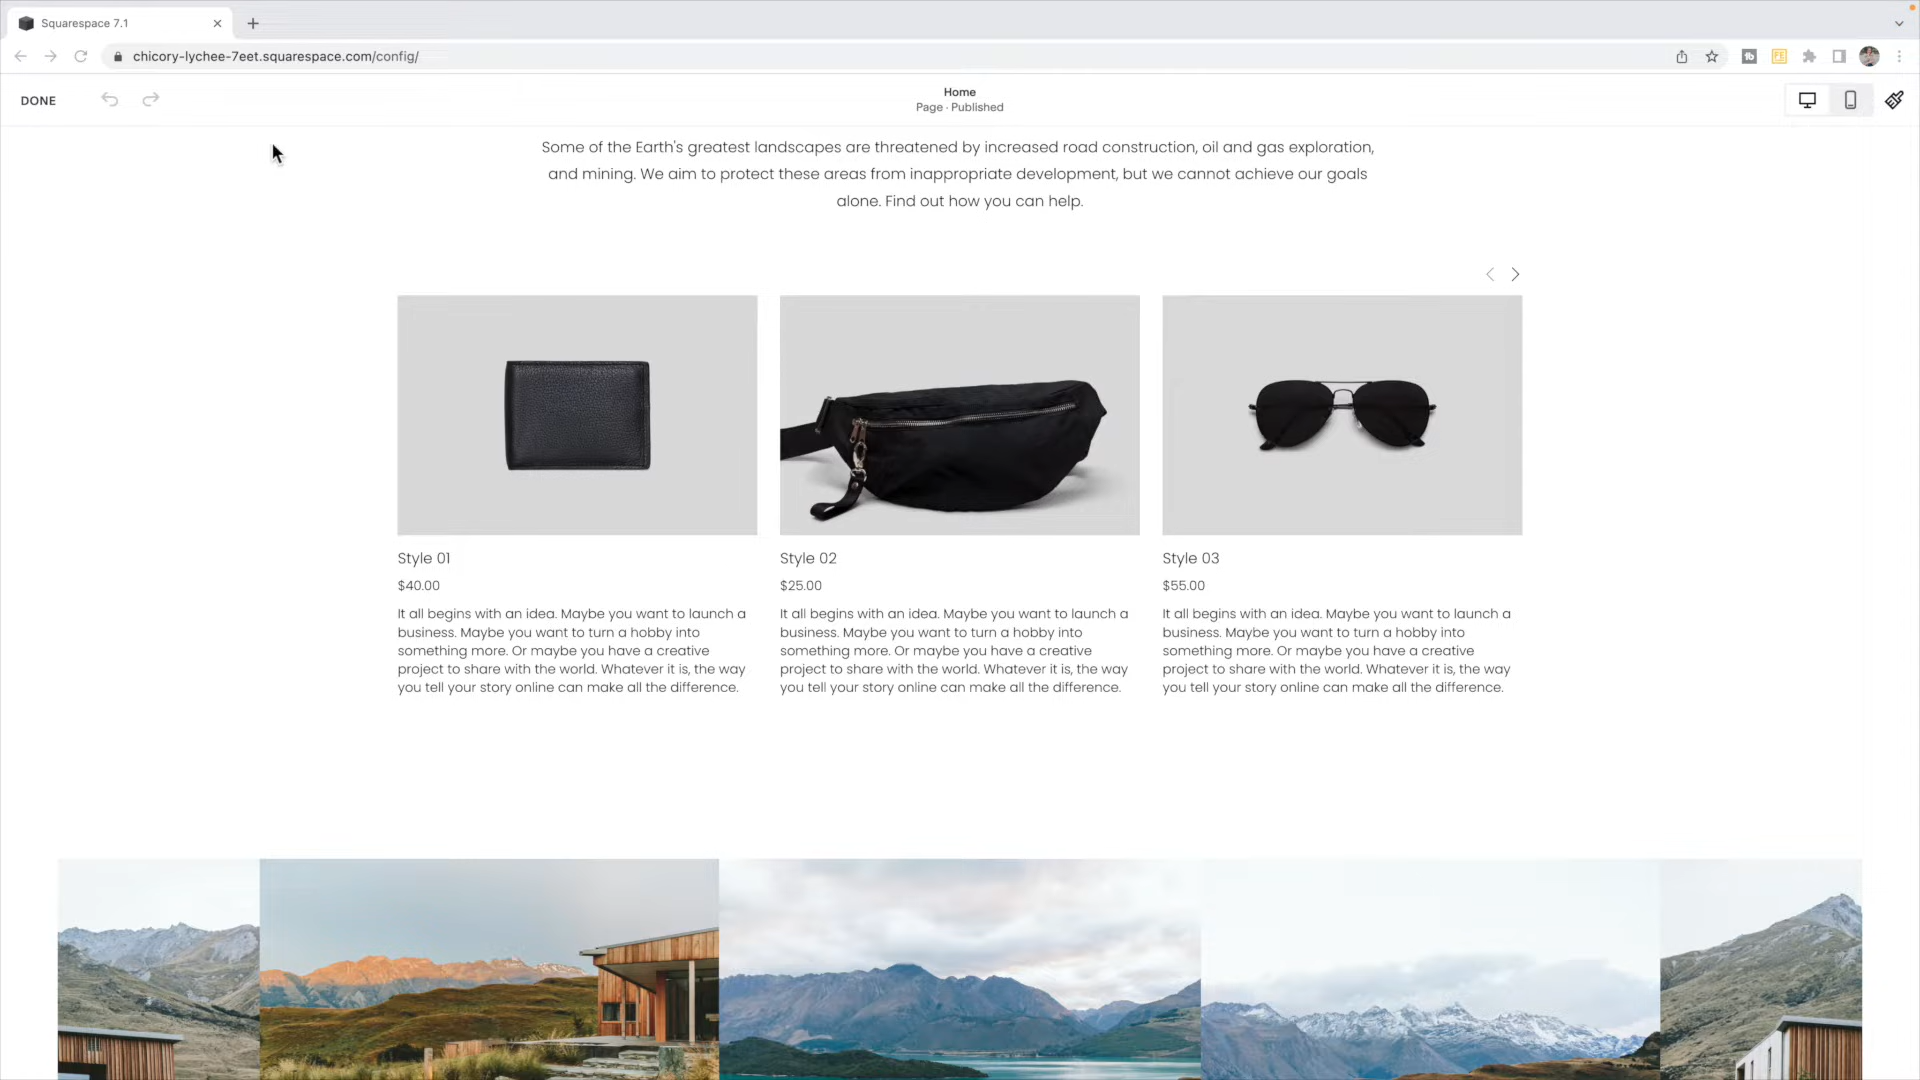 Squarespace 7.1
chicory-lychee-7eet.squarespace.com/config/
DONE
Home
Page · Published
Some of the Earth's greatest landscapes are threatened by increased road construction, oil and gas exploration,
and mining. We aim to protect these areas from inappropriate development, but we cannot achieve our goals
alone. Find out how you can help.
Style 01
$40.00
It all begins with an idea. Maybe you want to launch a
business. Maybe you want to turn a hobby into
something more. Or maybe you have a creative
project to share with the world. Whatever it is, the way
you tell your story online can make all the difference.
Style 02
$25.00
It all begins with an idea. Maybe you want to launch a
business. Maybe you want to turn a hobby into
something more. Or maybe you have a creative
project to share with the world. Whatever it is, the way
you tell your story online can make all the difference.
Style 03
$55.00
It all begins with an idea. Maybe you want to launch a
business. Maybe you want to turn a hobby into
something more. Or maybe you have a creative
project to share with the world. Whatever it is, the way
you tell your story online can make all the difference.